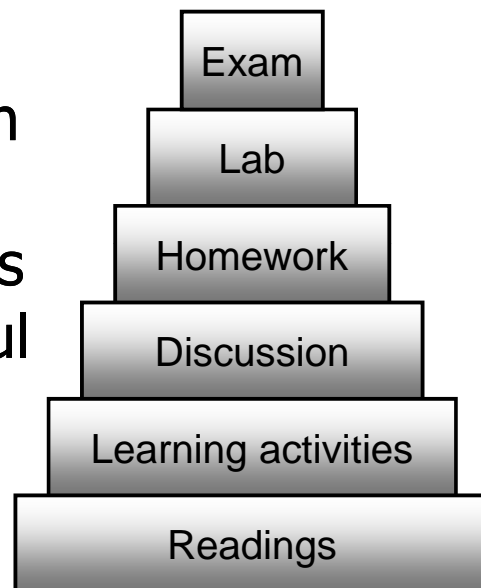 Exam
Lab
Homework
Discussion
Learning activities
Readings